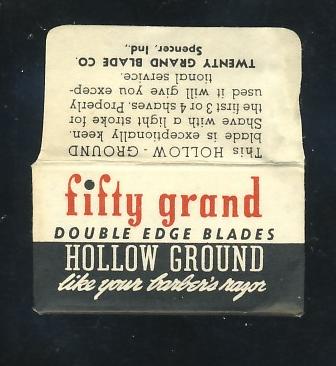 This HOLLOW - GROUND
blade is exceptionally keen.
Shave with a light stroke for
the first 3 or 4 shaves. Properly
used it will give you excep-
tional service.
TWENTY GRAND BLADE CO.
Spencer, Ind.,
fifty grand
DOUBLE EDGE BLADES
HOLLOW GROUND
like your barber's razor